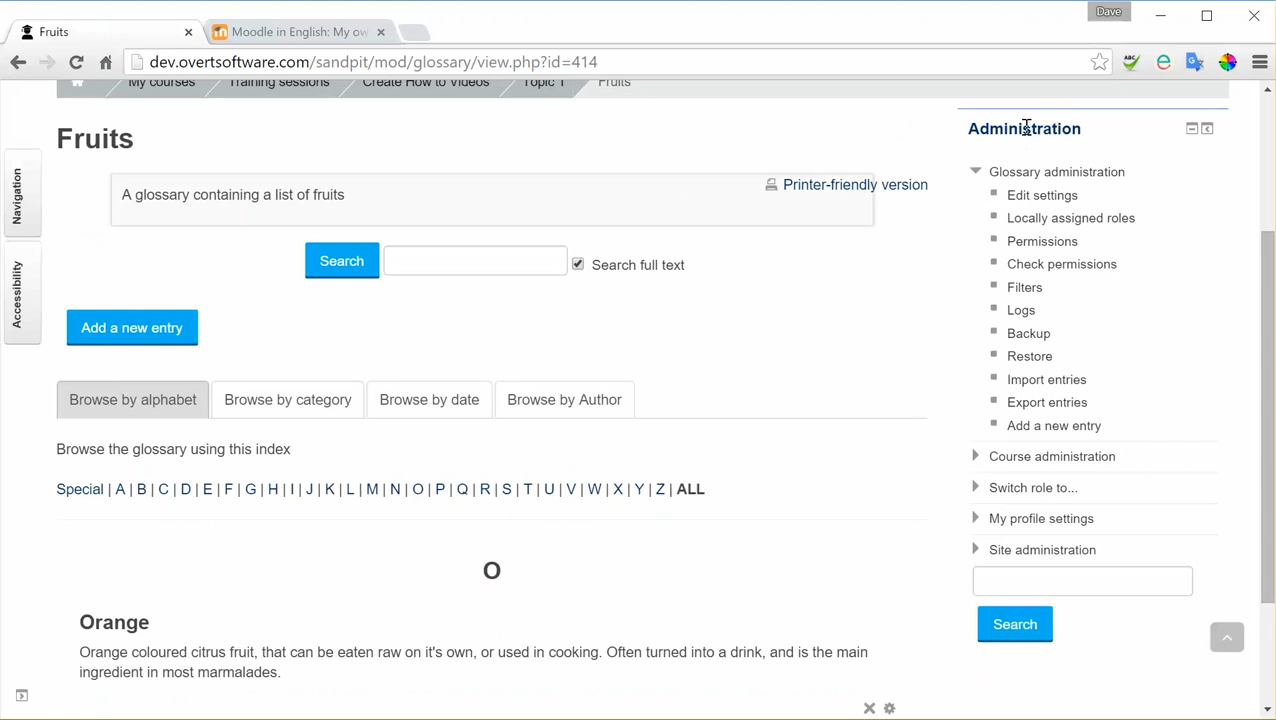 Dave
Fruits
Moodle in English: My ov
dev.overtsoftware.com/sandpit/mod/glossary/view.php?id=414
ABC
My courses
Training sessions
Create How to Videos
Topic 1
Fruits
Navigation
Accessibility
Fruits
A glossary containing a list of fruits
Printer-friendly version
Search
Search full text
Add a new entry
Browse by alphabet
Browse by category
Browse by date
Browse by Author
Browse the glossary using this index
Special | A | B | C | D | E | F | G | H | I | J | K | L | M | N | O | P | Q | R | S | T | U | V | W | X | Y | Z | ALL
O
Orange
Orange coloured citrus fruit, that can be eaten raw on it's own, or used in cooking. Often turned into a drink, and is the main
ingredient in most marmalades.
Administration
Glossary administration
Edit settings
Locally assigned roles
Permissions
Check permissions
Filters
Logs
Backup
Restore
Import entries
Export entries
Add a new entry
Course administration
Switch role to...
My profile settings
Site administration
Search